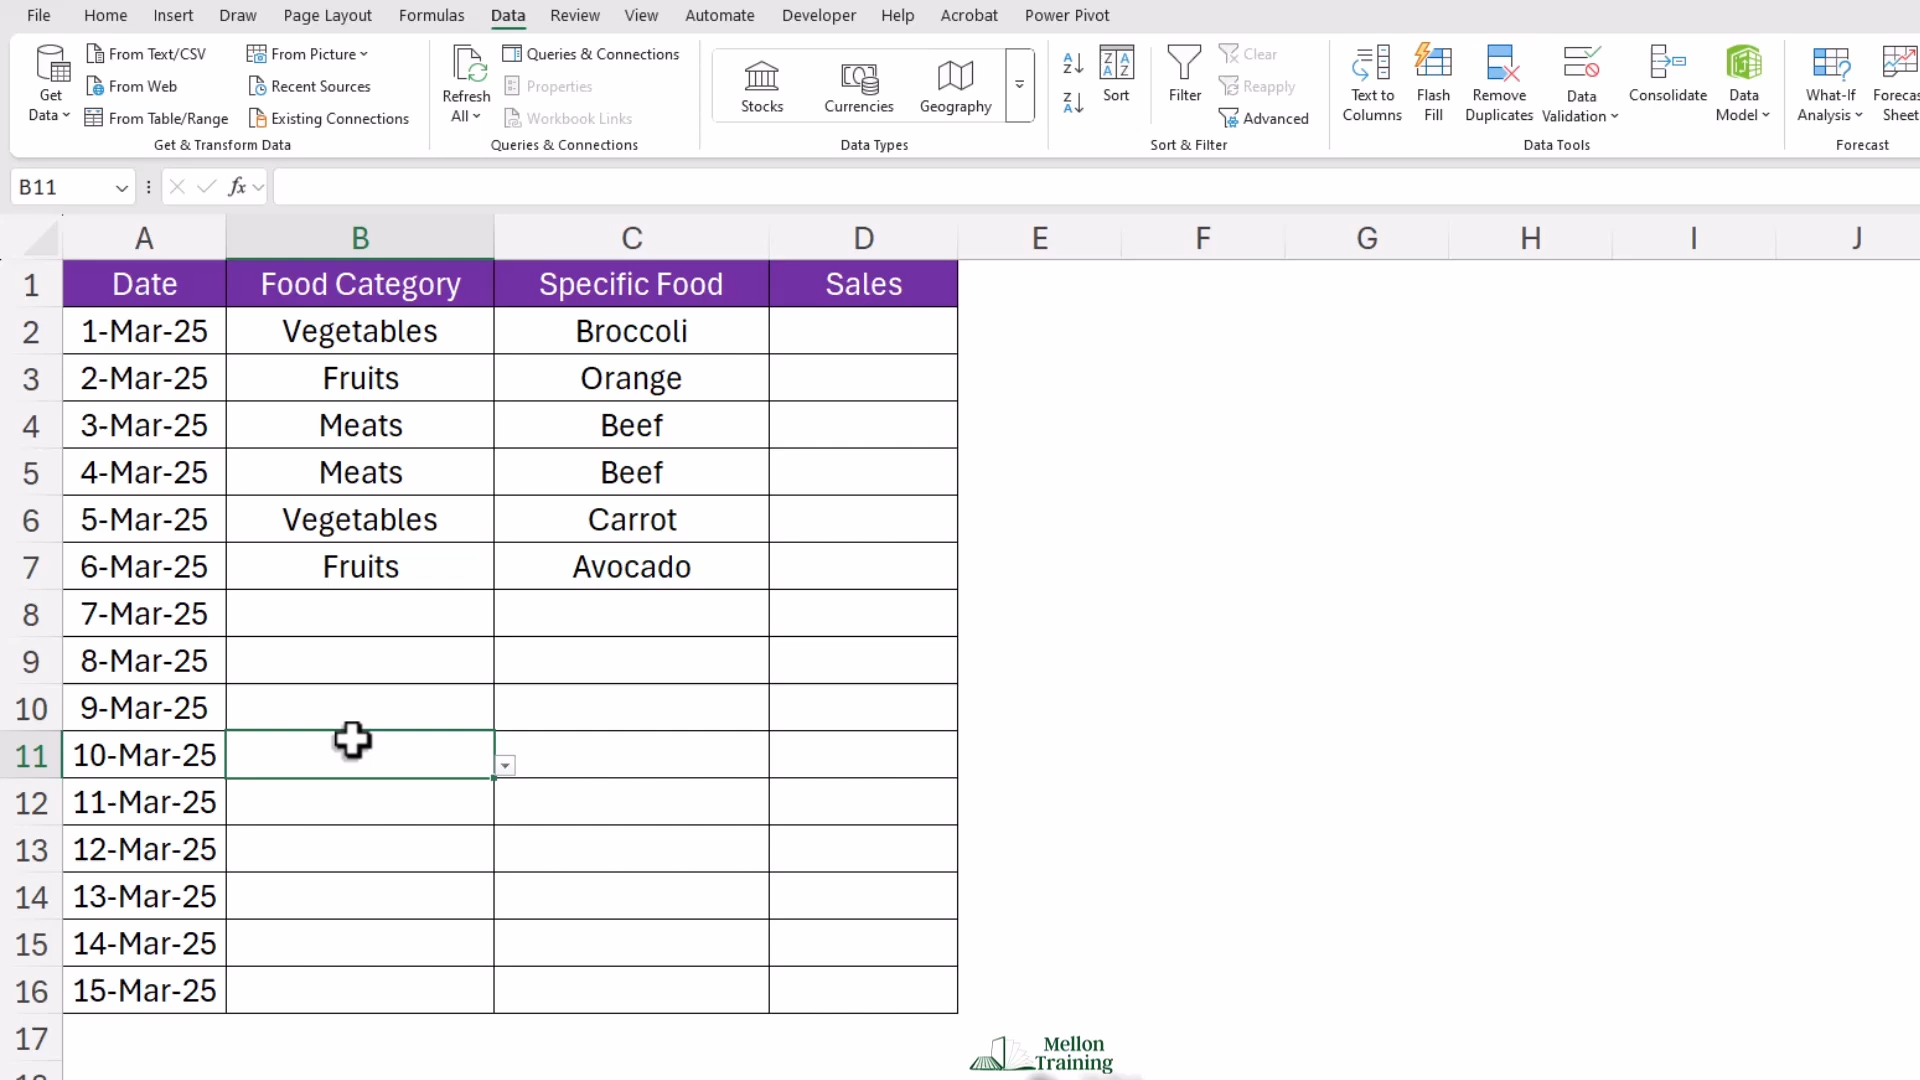 File Home Insert Draw Page Layout Formulas Data Review View Automate Developer Help Acrobat Power Pivot
Get Data
From Text/CSV
From Web
From Table/Range
From Picture
Recent Sources
Existing Connections
Get & Transform Data
Refresh All
Queries & Connections
Properties
Workbook Links
Queries & Connections
Stocks
Currencies
Geography
Data Types
Sort
Filter
Clear
Reapply
Advanced
Sort & Filter
Text to Columns
Flash Fill
Remove Duplicates
Data Validation
Consolidate
Data Model
Data Tools
What-If Analysis
Sheet
Forecast
B11 fx
A B C D E F G H I J
1 Date Food Category Specific Food Sales
2 1-Mar-25 Vegetables Broccoli
3 2-Mar-25 Fruits Orange
4 3-Mar-25 Meats Beef
5 4-Mar-25 Meats Beef
6 5-Mar-25 Vegetables Carrot
7 6-Mar-25 Fruits Avocado
8 7-Mar-25
9 8-Mar-25
10 9-Mar-25
11 10-Mar-25
12 11-Mar-25
13 12-Mar-25
14 13-Mar-25
15 14-Mar-25
16 15-Mar-25
17
Mellon
Training